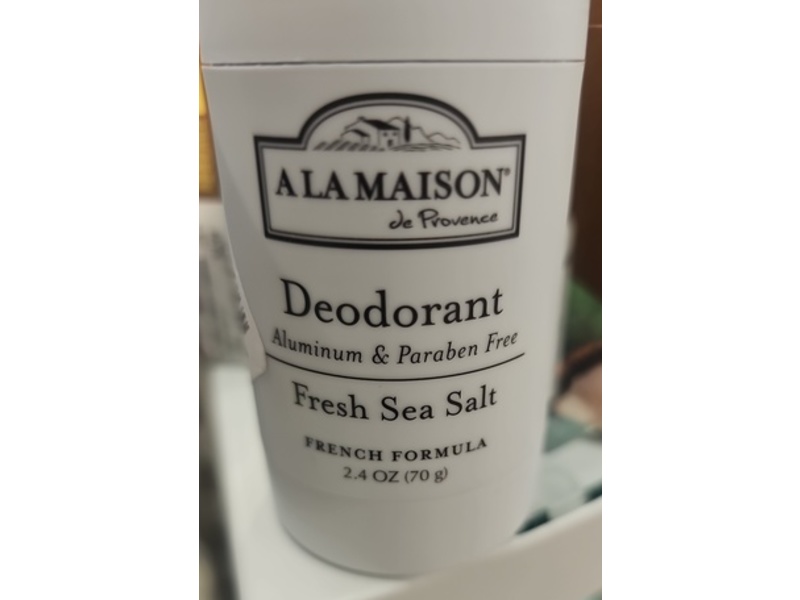 A LA MAISON®
de Provence
Deodorant
Aluminum & Paraben Free
Fresh Sea Salt
FRENCH FORMULA
2.4 OZ (70 g)